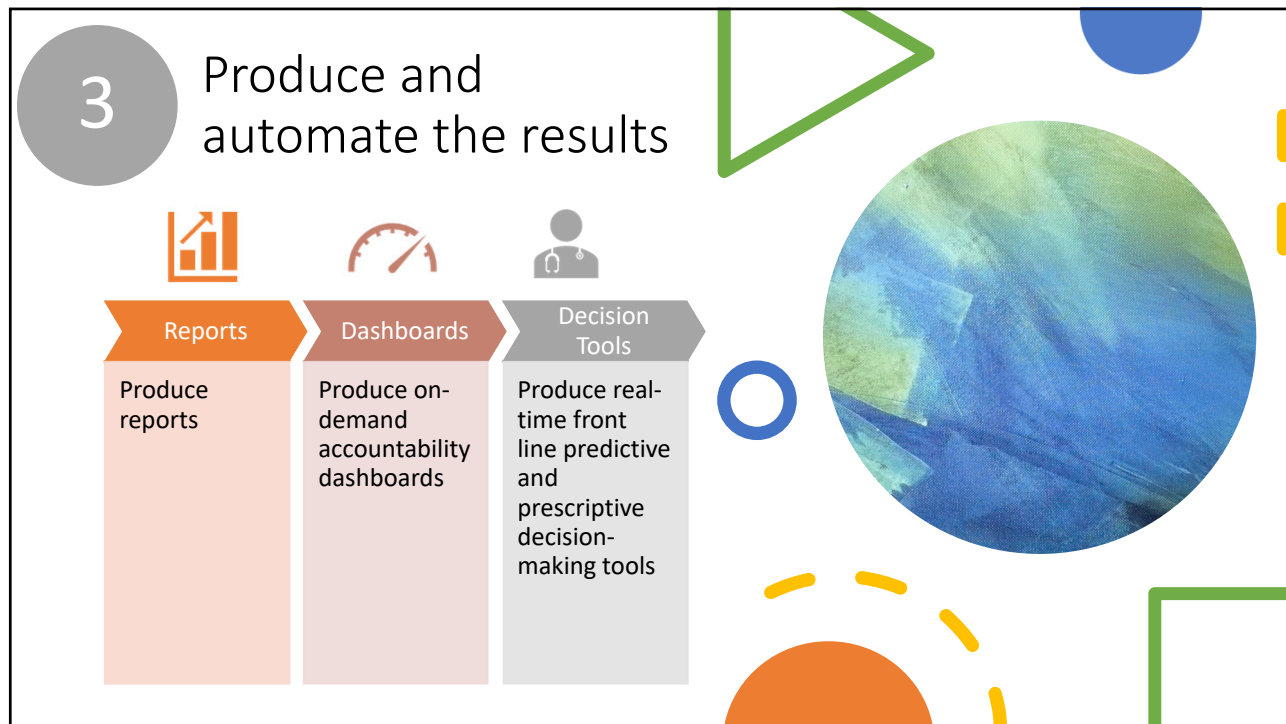 3
Produce and
automate the results
Reports
Produce
reports
Dashboards
Produce on-
demand
accountability
dashboards
Decision
Tools
Produce real-
time front
line predictive
and
prescriptive
decision-
making tools